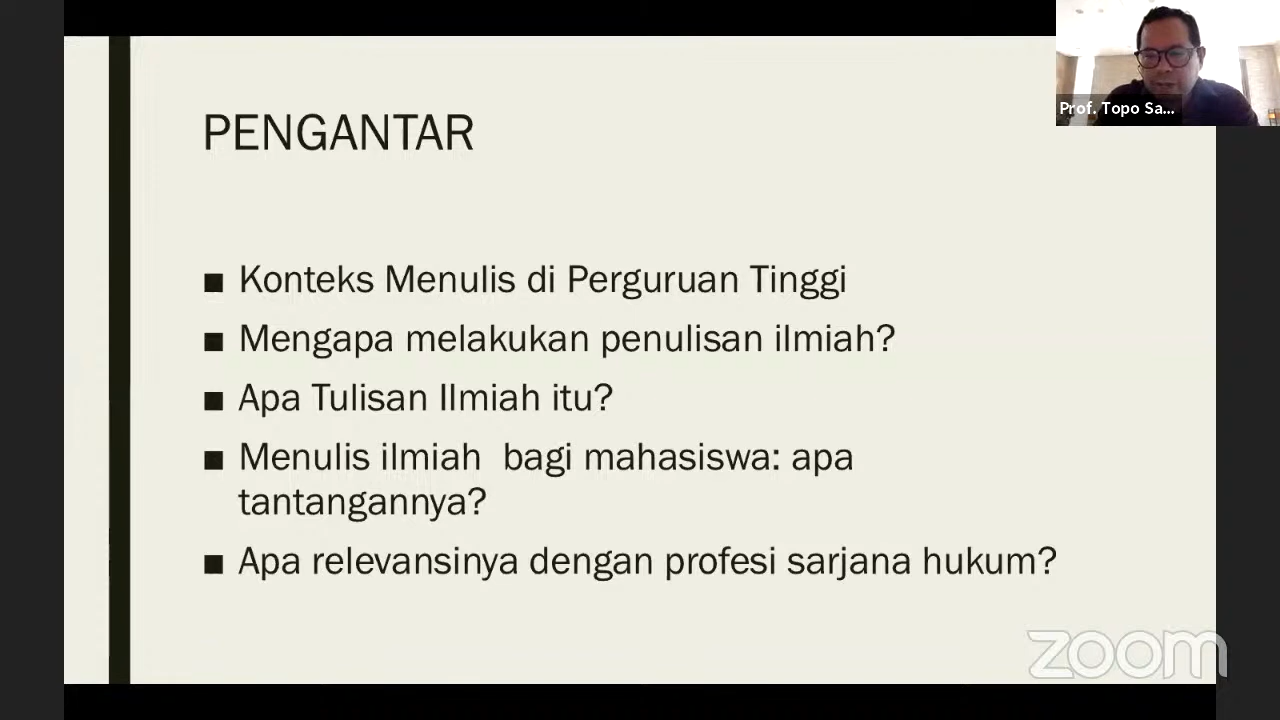 Prof. Topo Sa...
PENGANTAR
■ Konteks Menulis di Perguruan Tinggi
■ Mengapa melakukan penulisan ilmiah?
■ Apa Tulisan Ilmiah itu?
■ Menulis ilmiah  bagi mahasiswa: apa
tantangannya?
■ Apa relevansinya dengan profesi sarjana hukum?
zoom